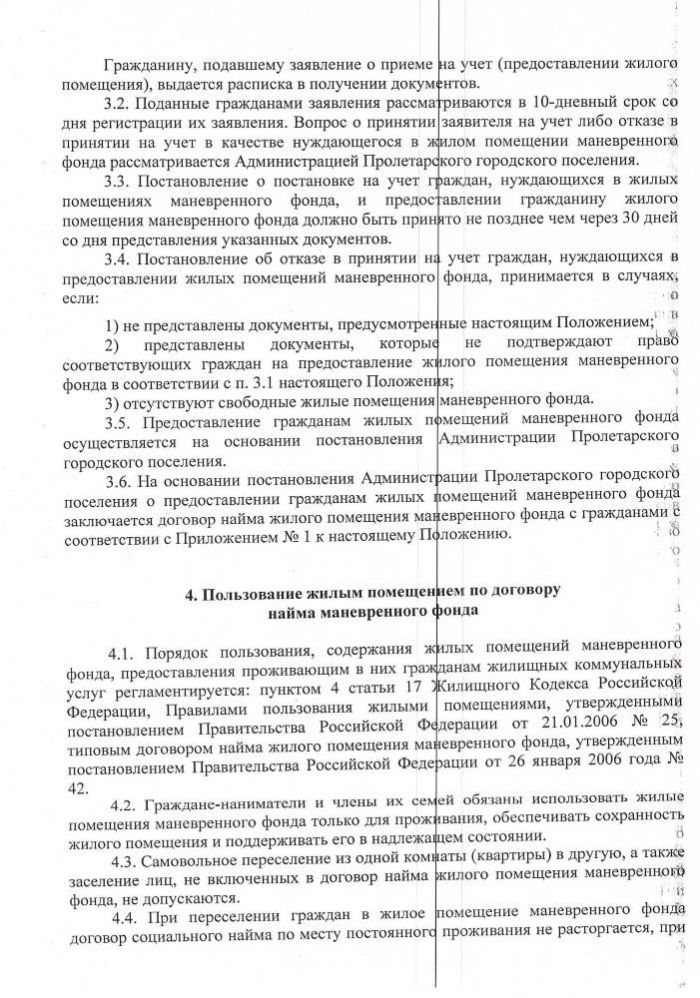 Гражданину, подавшему заявление о приеме на учет (предоставлении жилого
помещения), выдается расписка в получении документов.
3.2. Поданные гражданами заявления рассматриваются в 10-дневный срок со
дня регистрации их заявления. Вопрос о принятии заявителя на учет либо отказе в
принятии на учет в качестве нуждающегося в жилом помещении маневренного
фонда рассматривается Администрацией Пролетарского городского поселения.
3.3. Постановление о постановке на учет граждан, нуждающихся в жилых
помещениях маневренного фонда, и предоставлении гражданину жилого
помещения маневренного фонда должно быть принято не позднее чем через 30 дней
со дня представления указанных документов.
3.4. Постановление об отказе в принятии на учет граждан, нуждающихся в
предоставлении жилых помещений маневренного фонда, принимается в случаях,
если:
1) не представлены документы, предусмотренные настоящим Положением;
2) представлены документы, которые не подтверждают право
соответствующих граждан на предоставление жилого помещения маневренного
фонда в соответствии с п. 3.1 настоящего Положения;
3) отсутствуют свободные жилые помещения маневренного фонда.
3.5. Предоставление гражданам жилых помещений маневренного фонда
осуществляется на основании постановления Администрации Пролетарского
городского поселения.
3.6. На основании постановления Администрации Пролетарского городского
поселения о предоставлении гражданам жилых помещений маневренного фонда
заключается договор найма жилого помещения маневренного фонда с гражданами с
соответствии с Приложением № 1 к настоящему Положению.
4. Пользование жилым помещением по договору
найма маневренного фонда
4.1. Порядок пользования, содержания жилых помещений маневренного
фонда, предоставления проживающим в них гражданам жилищных коммунальных
услуг регламентируется: пунктом 4 статьи 17 Жилищного Кодекса Российской
Федерации, Правилами пользования жилыми помещениями, утвержденными
постановлением Правительства Российской Федерации от 21.01.2006 № 25,
типовым договором найма жилого помещения маневренного фонда, утвержденным
постановлением Правительства Российской Федерации от 26 января 2006 года №
42.
4.2. Граждане-наниматели и члены их семей обязаны использовать жилые
помещения маневренного фонда только для проживания, обеспечивать сохранность
жилого помещения и поддерживать его в надлежащем состоянии.
4.3. Самовольное переселение из одной комнаты (квартиры) в другую, а также
заселение лиц, не включенных в договор найма жилого помещения маневренного
фонда, не допускаются.
4.4. При переселении граждан в жилое помещение маневренного фонда
договор социального найма по месту постоянного проживания не расторгается, при